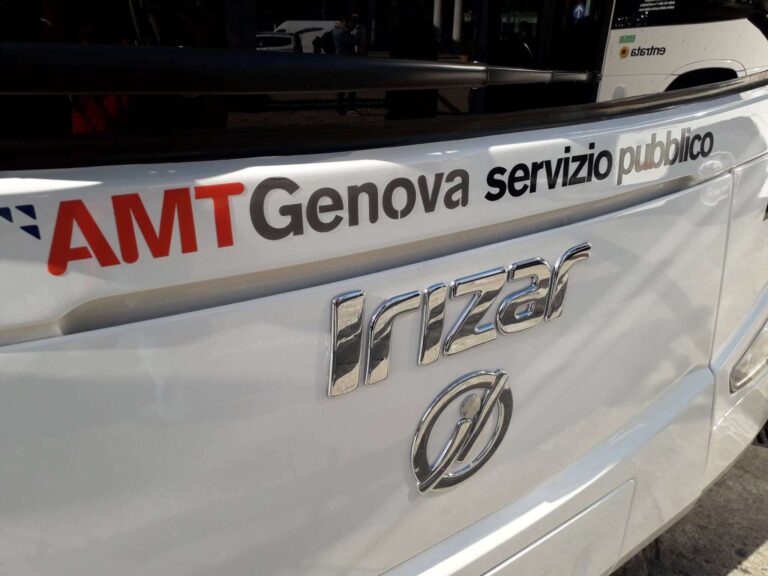 entrata
AMT Genova servizio pubblico
Irizar